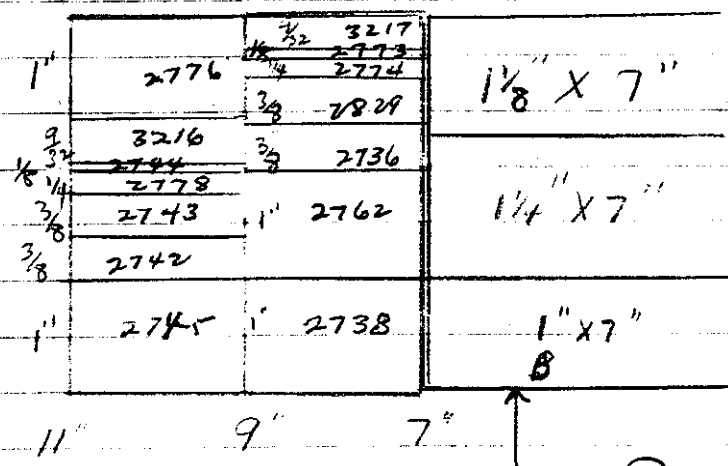 1" 2776
9/32 3216
1/8 2744
1/4 2778
3/8 2743
3/8 2742
1" 2745
3217
1/8 2773
1/4 2774
3/8 2829
3/8 2736
1" 2762
1" 2738
1 1/8" X 7"
1 1/4" X 7"
1" X 7"
B
11" 9" 7"